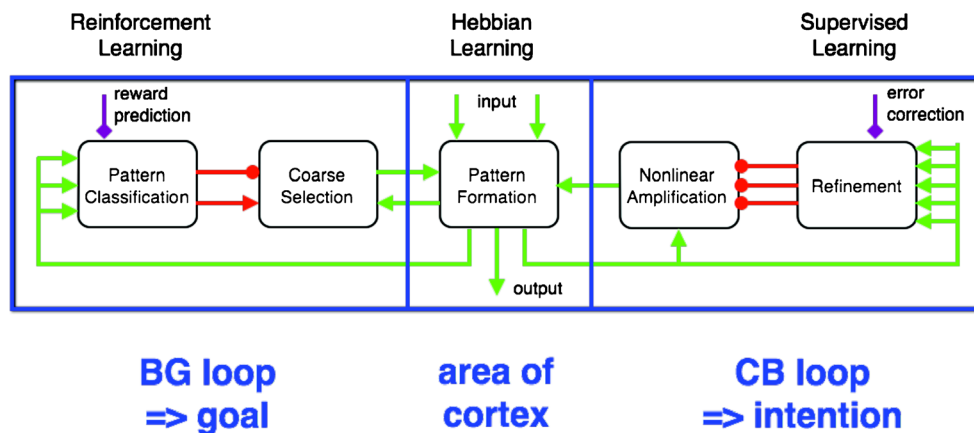 Reinforcement
Learning
Hebbian
Learning
Supervised
Learning
reward
prediction
input
error
correction
Pattern
Classification
Coarse
Selection
Pattern
Formation
Nonlinear
Amplification
Refinement
output
BG loop
=> goal
area of
cortex
CB loop
=> intention